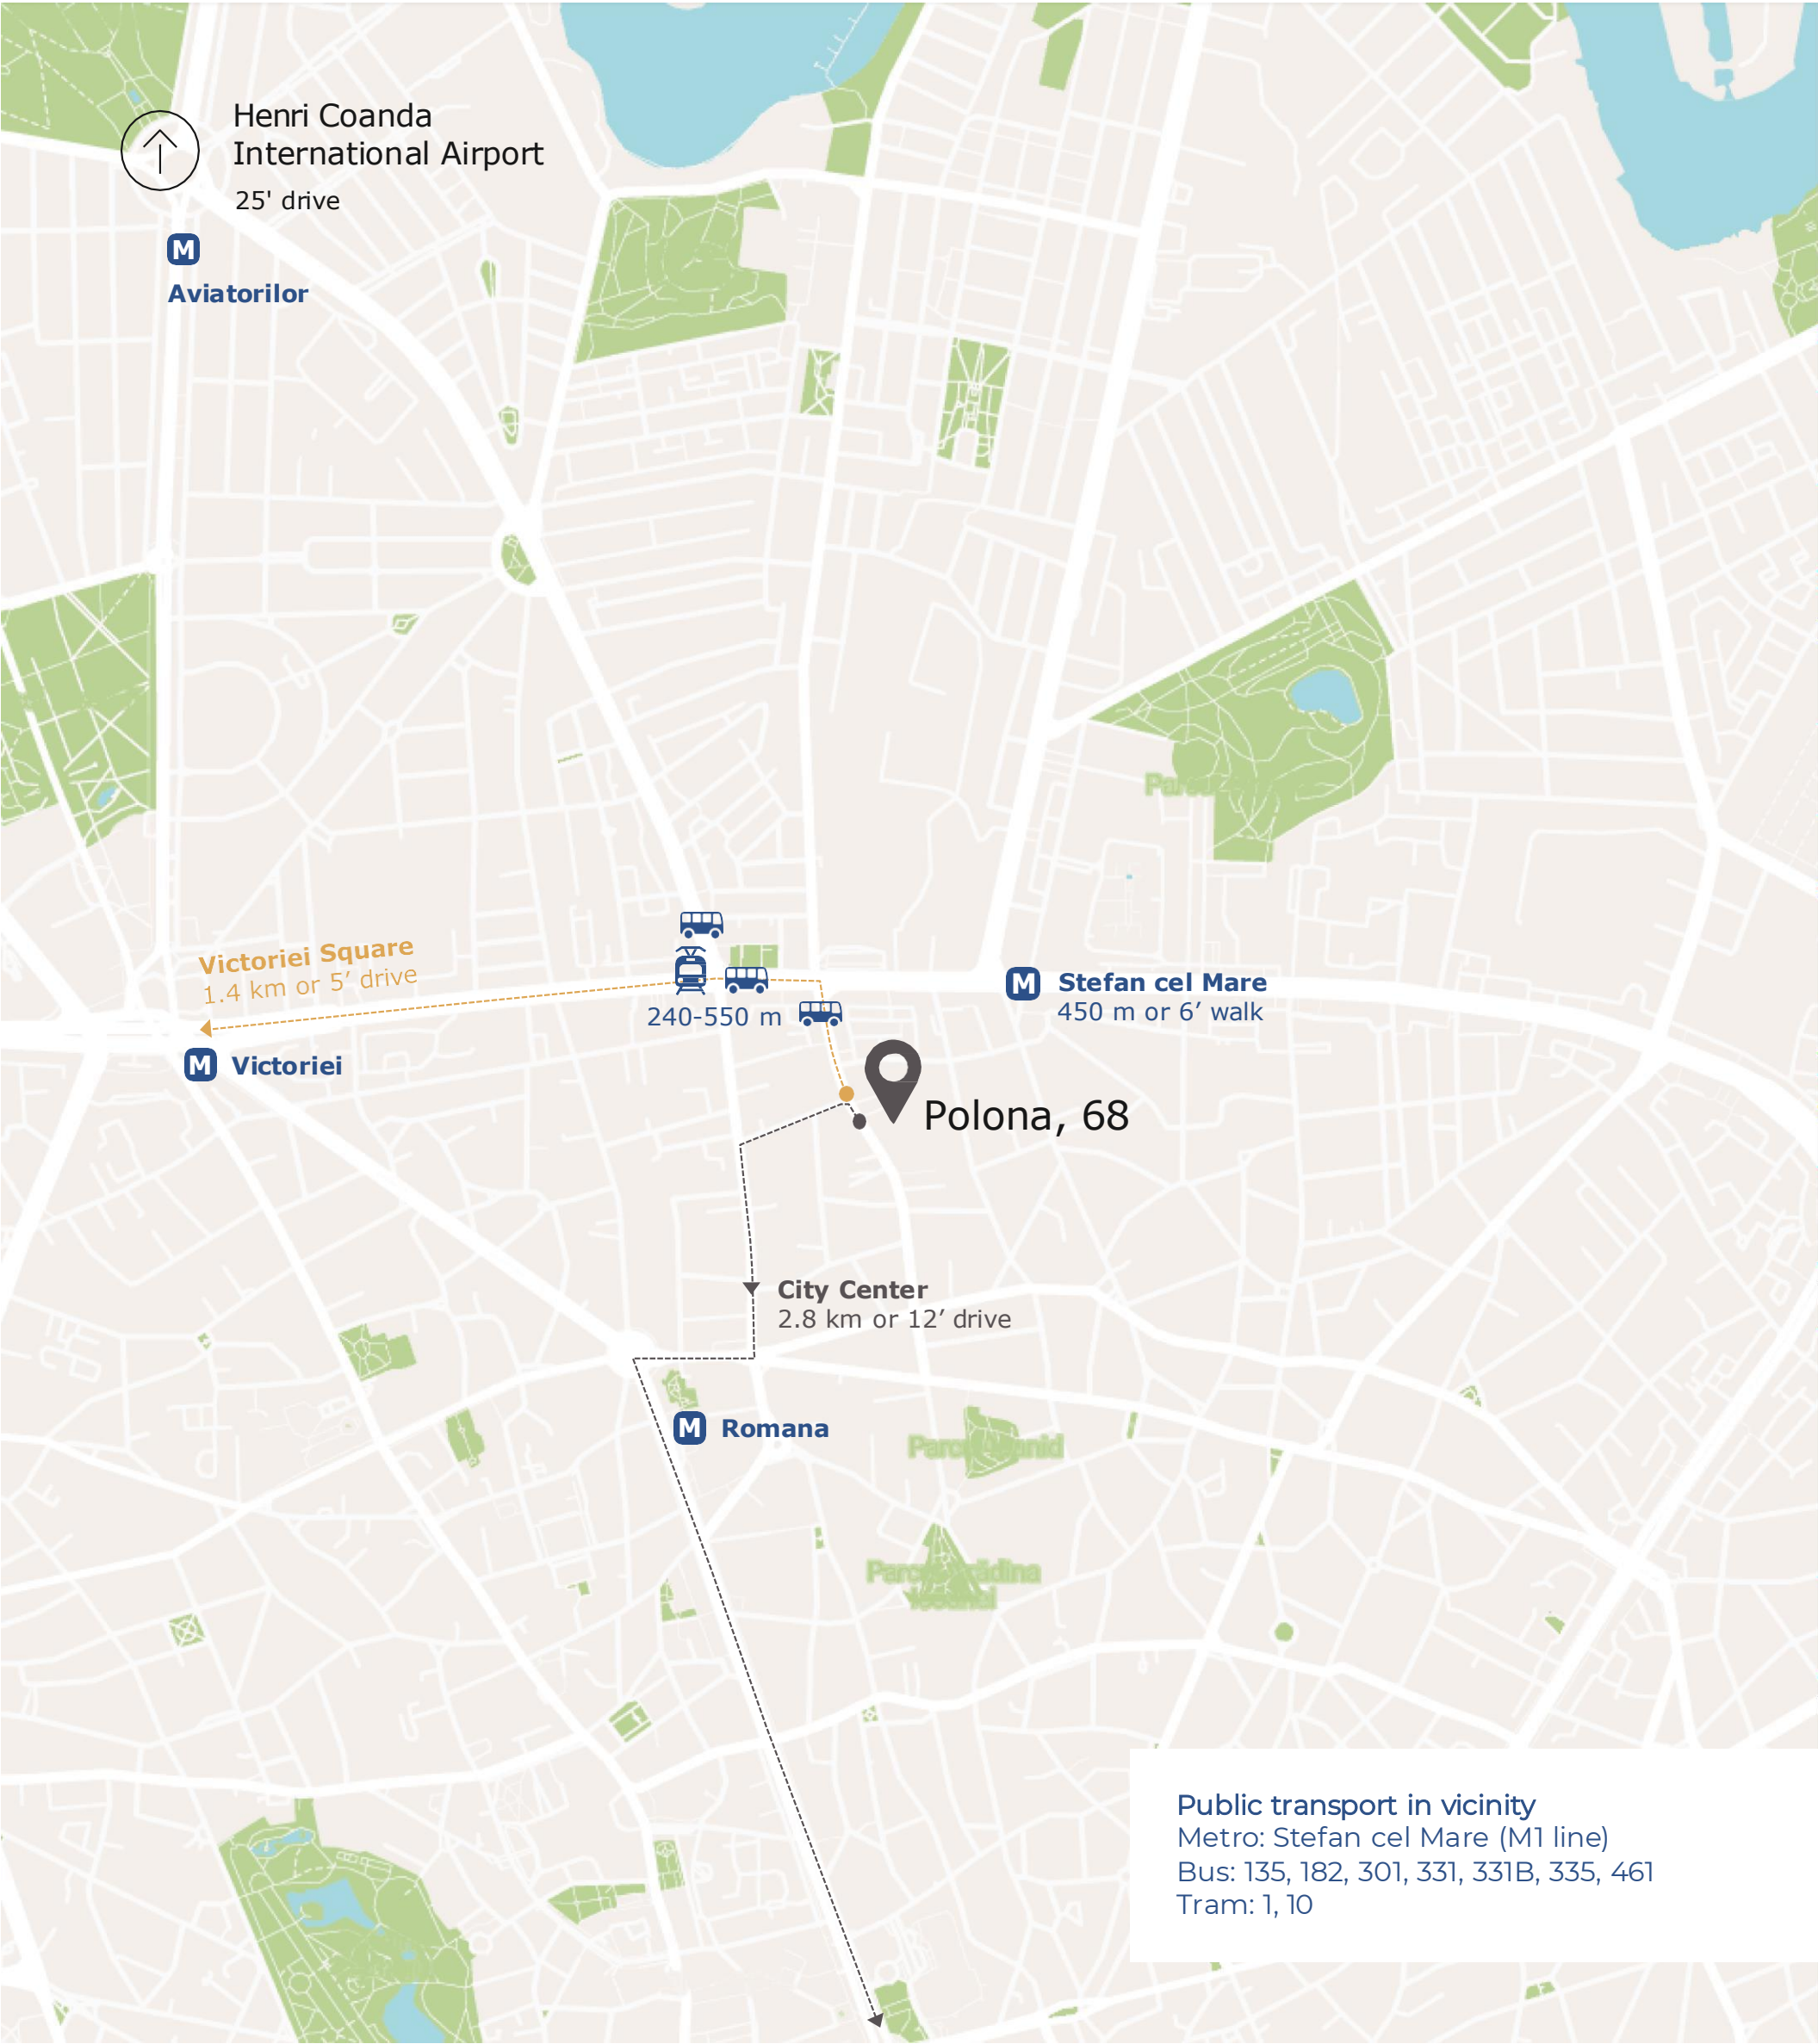 Henri Coanda
International Airport
25' drive
M
Aviatorilor
Victoriei Square
1.4 km or 5′ drive
240-550 m
M Stefan cel Mare
450 m or 6′ walk
M Victoriei
Polona, 68
City Center
2.8 km or 12′ drive
M Romana
Public transport in vicinity
Metro: Stefan cel Mare (M1 line)
Bus: 135, 182, 301, 331, 331B, 335, 461
Tram: 1, 10